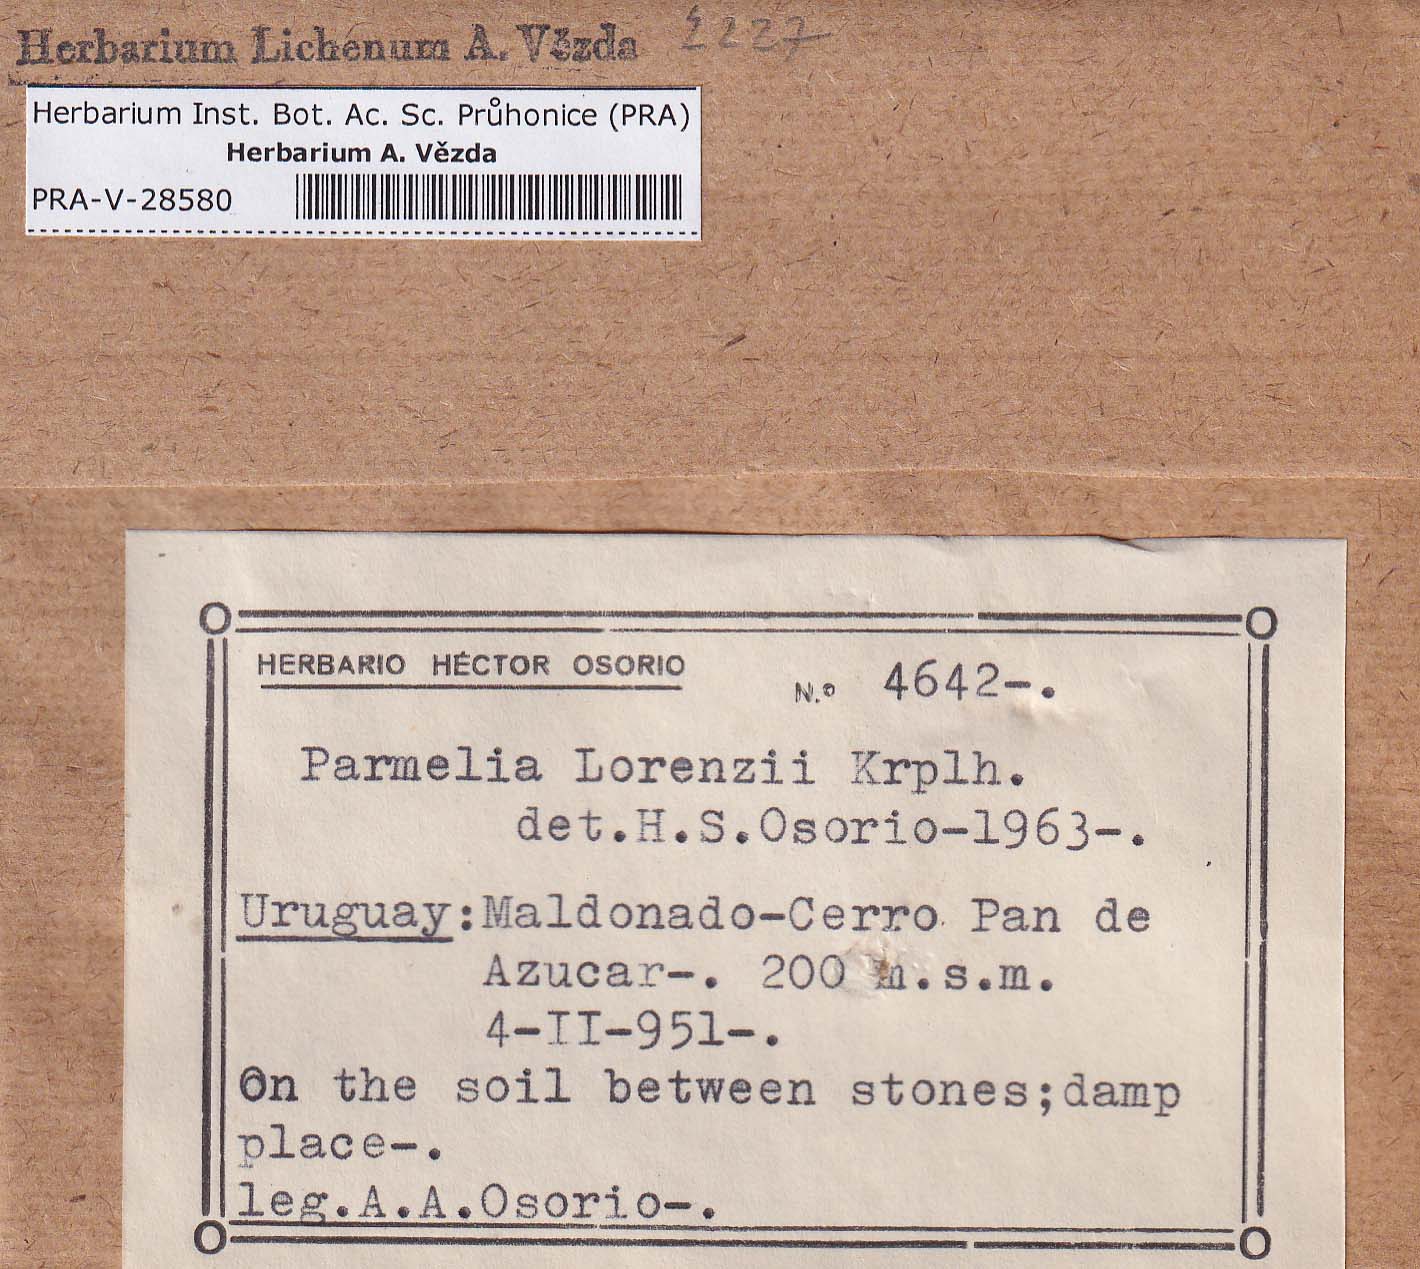 Herbarium Lichenum A. Vězda 2227
Herbarium Inst. Bot. Ac. Sc. Průhonice (PRA)
Herbarium A. Vězda
PRA-V-28580
HERBARIO HÉCTOR OSORIO
N.º 4642-.
Parmelia Lorenzii Krplh.
det.H.S.Osorio-1963-.
Uruguay:Maldonado-Cerro Pan de
Azucar-. 200 m.s.m.
4-II-951-.
On the soil between stones;damp
place-.
leg.A.A.Osorio-.